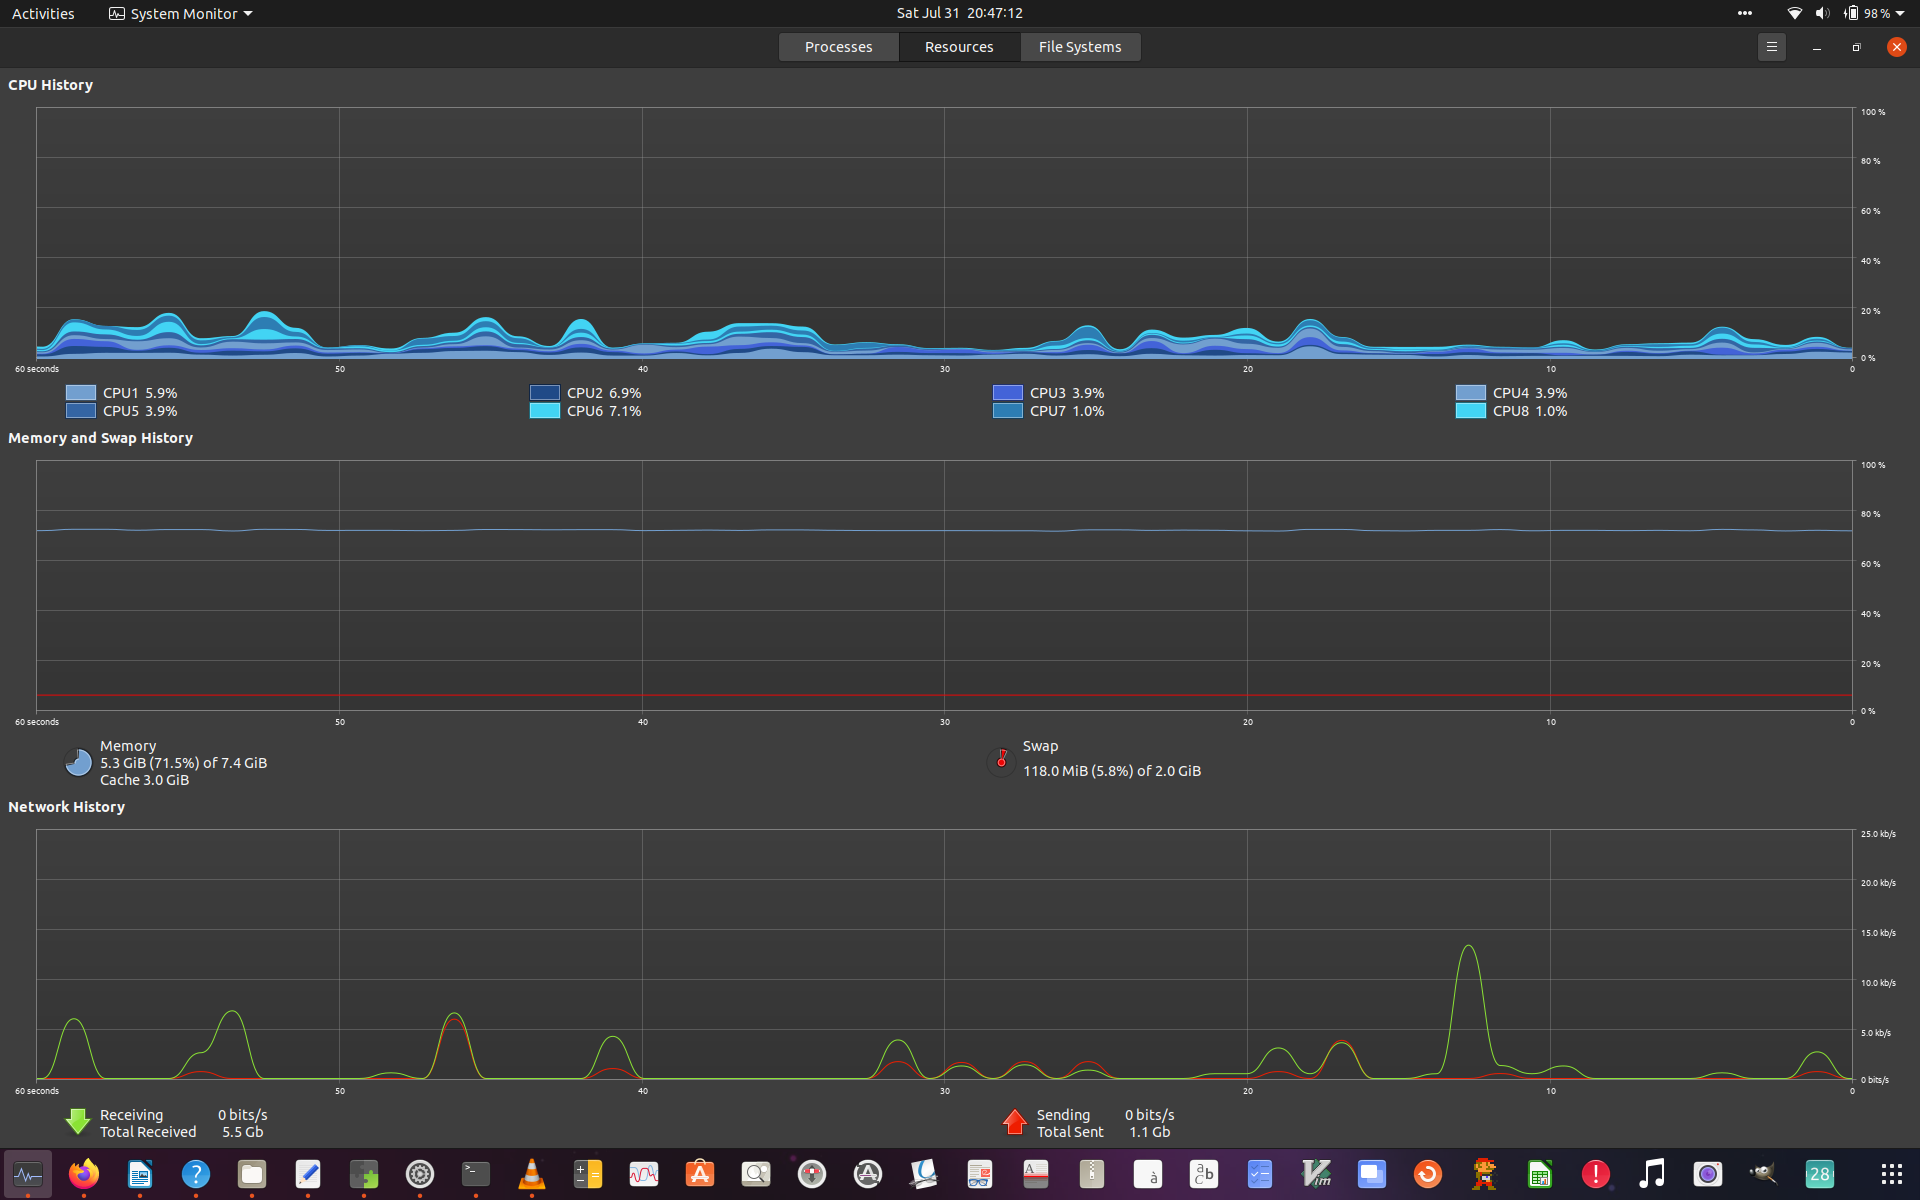 Activities System Monitor Sat Jul 31 20:47:12 98 %
Processes Resources File Systems
CPU History
100 %
80 %
60 %
40 %
20 %
0 %
60 seconds 50 40 30 20 10 0
CPU1 5.9% CPU2 6.9% CPU3 3.9% CPU4 3.9%
CPU5 3.9% CPU6 7.1% CPU7 1.0% CPU8 1.0%
Memory and Swap History
100 %
80 %
60 %
40 %
20 %
0 %
60 seconds 50 40 30 20 10 0
Memory
5.3 GiB (71.5%) of 7.4 GiB
Cache 3.0 GiB
Swap
118.0 MiB (5.8%) of 2.0 GiB
Network History
25.0 kb/s
20.0 kb/s
15.0 kb/s
10.0 kb/s
5.0 kb/s
0 bits/s
60 seconds 50 40 30 20 10 0
Receiving 0 bits/s
Total Received 5.5 Gb
Sending 0 bits/s
Total Sent 1.1 Gb
? >_ A à a b c Vim ! 28